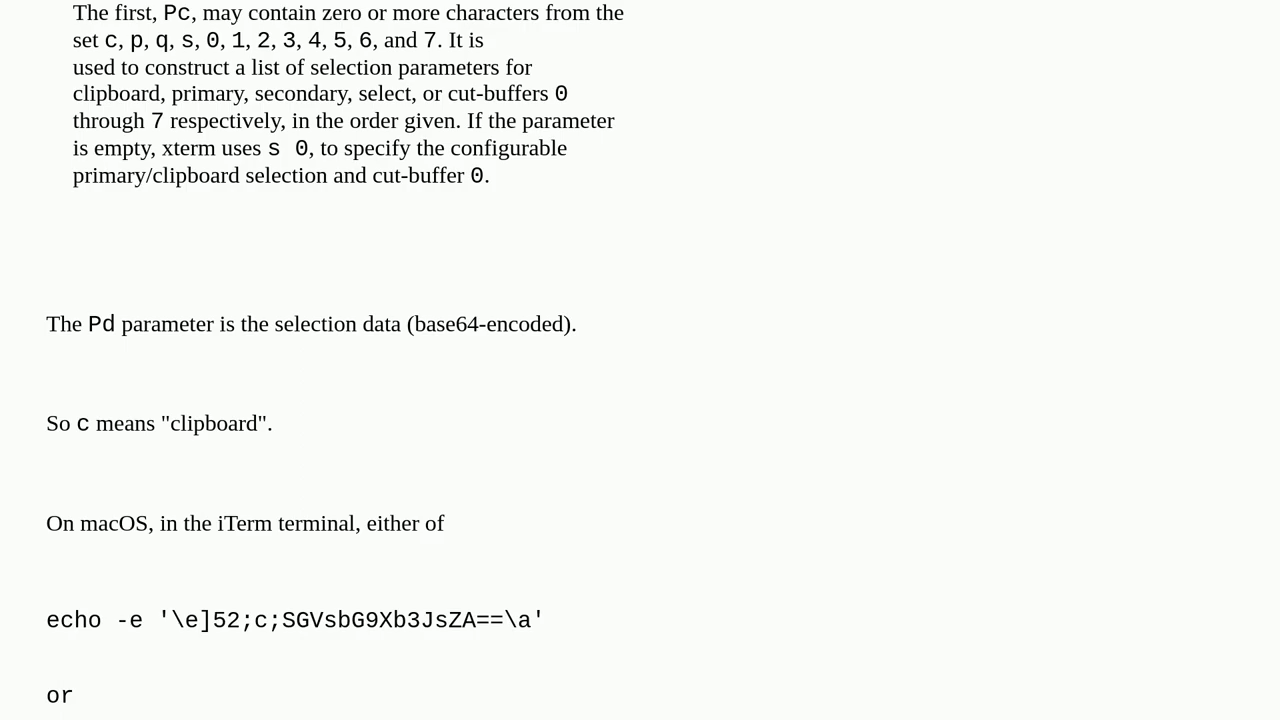 The first, Pc, may contain zero or more characters from the
set c, p, q, s, 0, 1, 2, 3, 4, 5, 6, and 7. It is
used to construct a list of selection parameters for
clipboard, primary, secondary, select, or cut-buffers 0
through 7 respectively, in the order given. If the parameter
is empty, xterm uses s 0, to specify the configurable
primary/clipboard selection and cut-buffer 0.
The Pd parameter is the selection data (base64-encoded).
So c means "clipboard".
On macOS, in the iTerm terminal, either of
echo -e '\e]52;c;SGVsbG9Xb3JsZA==\a'
or